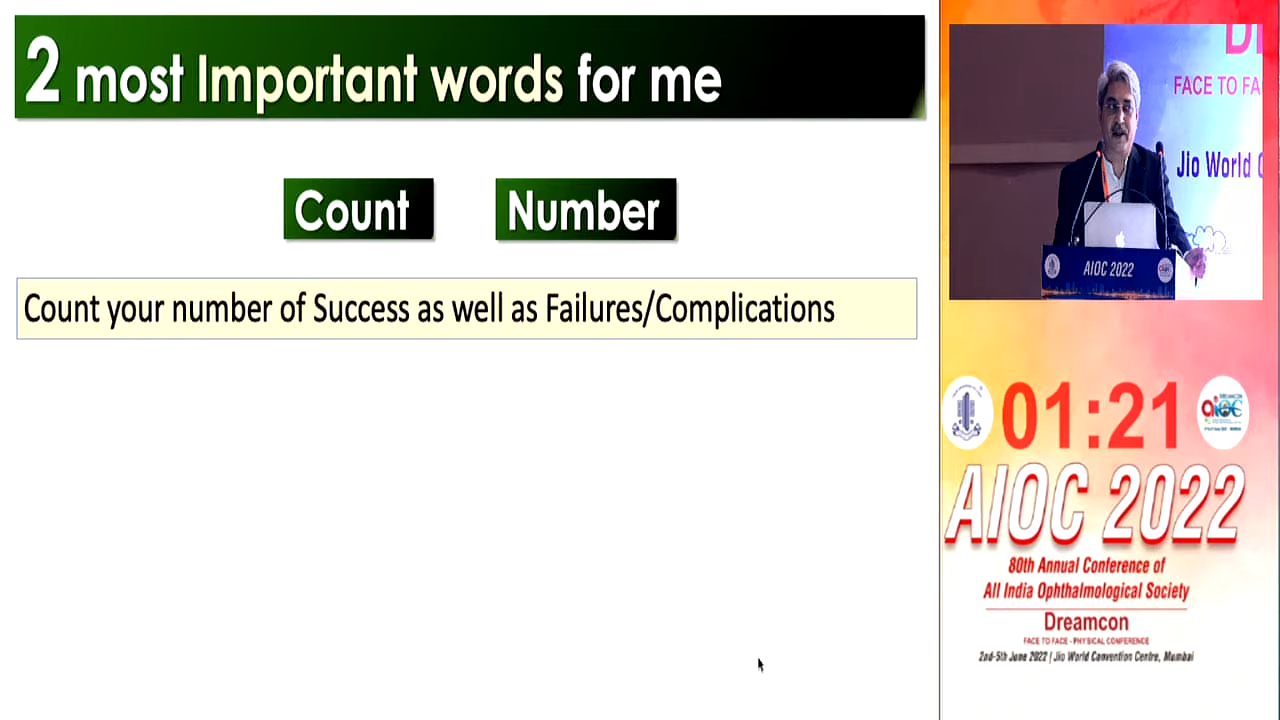 2 most Important words for me
Count
Number
Count your number of Success as well as Failures/Complications
FACE TO FA
Jio World
AIOC 2022
01:21
AIOC 2022
80th Annual Conference of
All India Ophthalmological Society
Dreamcon
FACE TO FACE - PHYSICAL CONFERENCE
2nd-5th June 2022 | Jio World Convention Centre, Mumbai